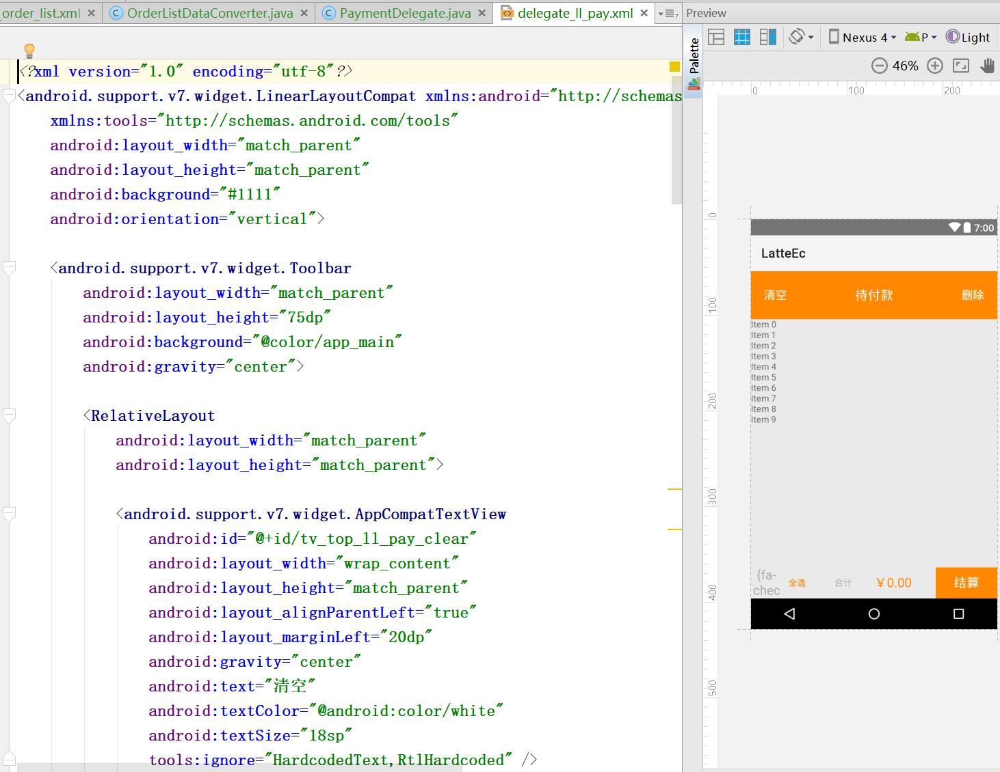 _order_list.xml
OrderListDataConverter.java
PaymentDelegate.java
delegate_ll_pay.xml
7
Preview
Palette
Nexus 4
P
Light
46%
<?xml version="1.0" encoding="utf-8"?>
<android.support.v7.widget.LinearLayoutCompat xmlns:android="http://schemas
xmlns:tools="http://schemas.android.com/tools"
android:layout_width="match_parent"
android:layout_height="match_parent"
android:background="#1111"
android:orientation="vertical">
<android.support.v7.widget.Toolbar
android:layout_width="match_parent"
android:layout_height="75dp"
android:background="@color/app_main"
android:gravity="center">
<RelativeLayout
android:layout_width="match_parent"
android:layout_height="match_parent">
<android.support.v7.widget.AppCompatTextView
android:id="@+id/tv_top_ll_pay_clear"
android:layout_width="wrap_content"
android:layout_height="match_parent"
android:layout_alignParentLeft="true"
android:layout_marginLeft="20dp"
android:gravity="center"
android:text="清空"
android:textColor="@android:color/white"
android:textSize="18sp"
tools:ignore="HardcodedText,RtlHardcoded" />
0
100
200
0
100
200
300
400
500
7:00
LatteEc
清空
待付款
删除
Item 0
Item 1
Item 2
Item 3
Item 4
Item 5
Item 6
Item 7
Item 8
Item 9
{fa-
chec
全选
合计
￥0.00
结算